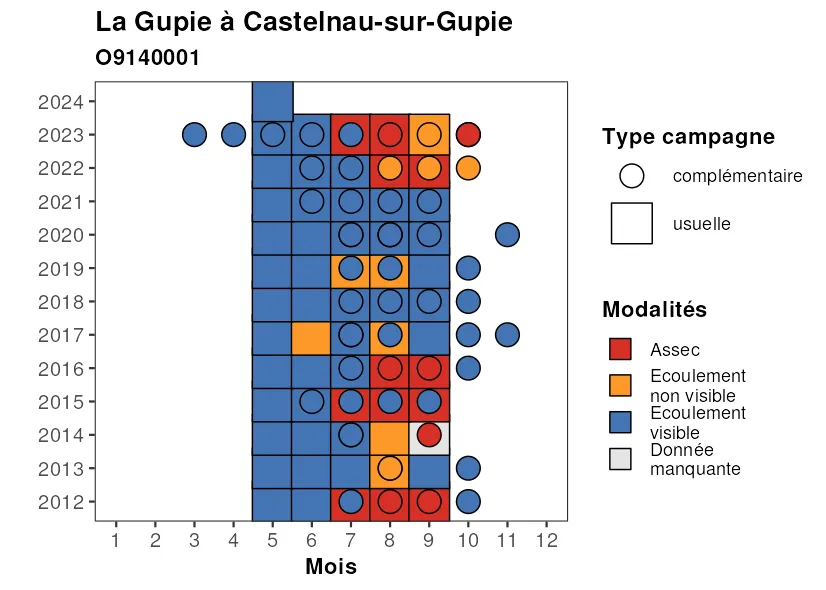 La Gupie à Castelnau-sur-Gupie
O9140001
2024
2023
2022
2021
2020
2019
2018
2017
2016
2015
2014
2013
2012
1 2 3 4 5 6 7 8 9 10 11 12
Mois
Type campagne
complémentaire
usuelle
Modalités
Assec
Ecoulement
non visible
Ecoulement
visible
Donnée
manquante